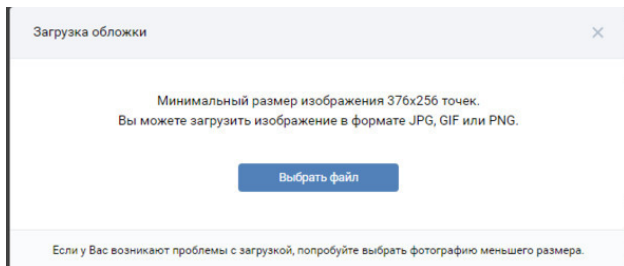 Загрузка обложки
Минимальный размер изображения 376x256 точек.
Вы можете загрузить изображение в формате JPG, GIF или PNG.
Выбрать файл
Если у Вас возникают проблемы с загрузкой, попробуйте выбрать фотографию меньшего размера.